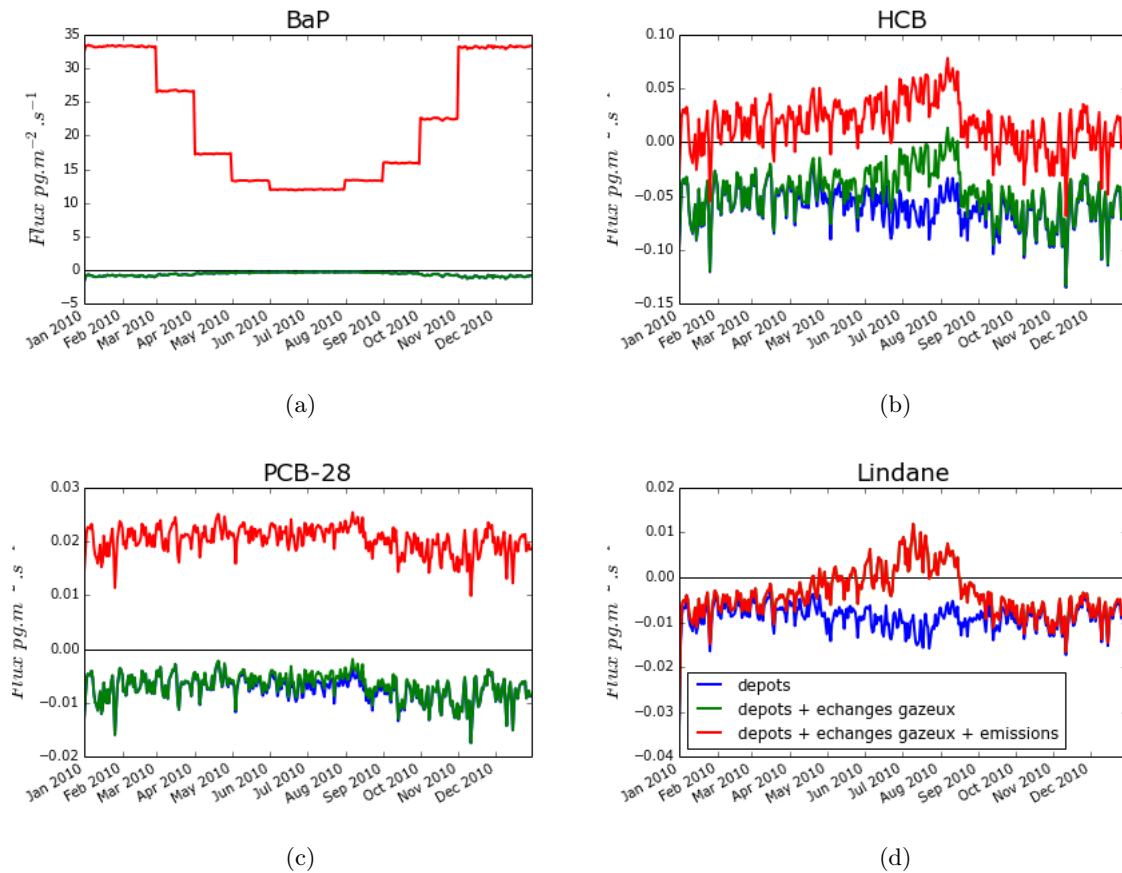 BaP
Flux pg.m⁻².s⁻¹
35
30
25
20
15
10
5
0
−5
Jan 2010
Feb 2010
Mar 2010
Apr 2010
May 2010
Jun 2010
Jul 2010
Aug 2010
Sep 2010
Oct 2010
Nov 2010
Dec 2010
(a)
HCB
Flux pg.m .s
0.10
0.05
0.00
−0.05
−0.10
−0.15
Jan 2010
Feb 2010
Mar 2010
Apr 2010
May 2010
Jun 2010
Jul 2010
Aug 2010
Sep 2010
Oct 2010
Nov 2010
Dec 2010
(b)
PCB-28
Flux pg.m .s
0.03
0.02
0.01
0.00
−0.01
−0.02
Jan 2010
Feb 2010
Mar 2010
Apr 2010
May 2010
Jun 2010
Jul 2010
Aug 2010
Sep 2010
Oct 2010
Nov 2010
Dec 2010
(c)
Lindane
Flux pg.m .s
0.02
0.01
0.00
−0.01
−0.02
−0.03
−0.04
depots
depots + echanges gazeux
depots + echanges gazeux + emissions
Jan 2010
Feb 2010
Mar 2010
Apr 2010
May 2010
Jun 2010
Jul 2010
Aug 2010
Sep 2010
Oct 2010
Nov 2010
Dec 2010
(d)